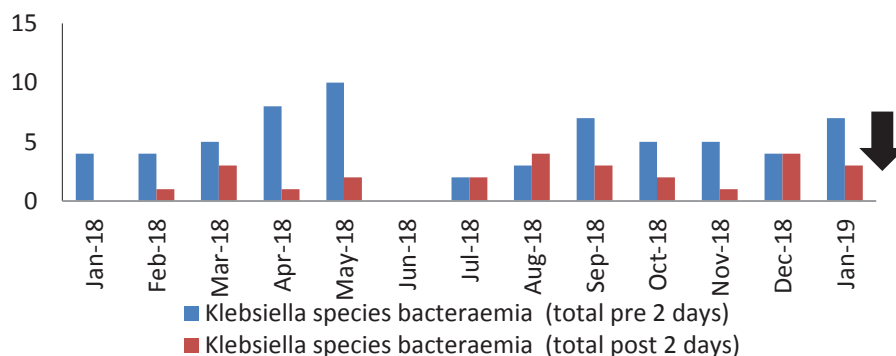 15
10
5
0
Jan-18
Feb-18
Mar-18
Apr-18
May-18
Jun-18
Jul-18
Aug-18
Sep-18
Oct-18
Nov-18
Dec-18
Jan-19
Klebsiella species bacteraemia (total pre 2 days)
Klebsiella species bacteraemia (total post 2 days)